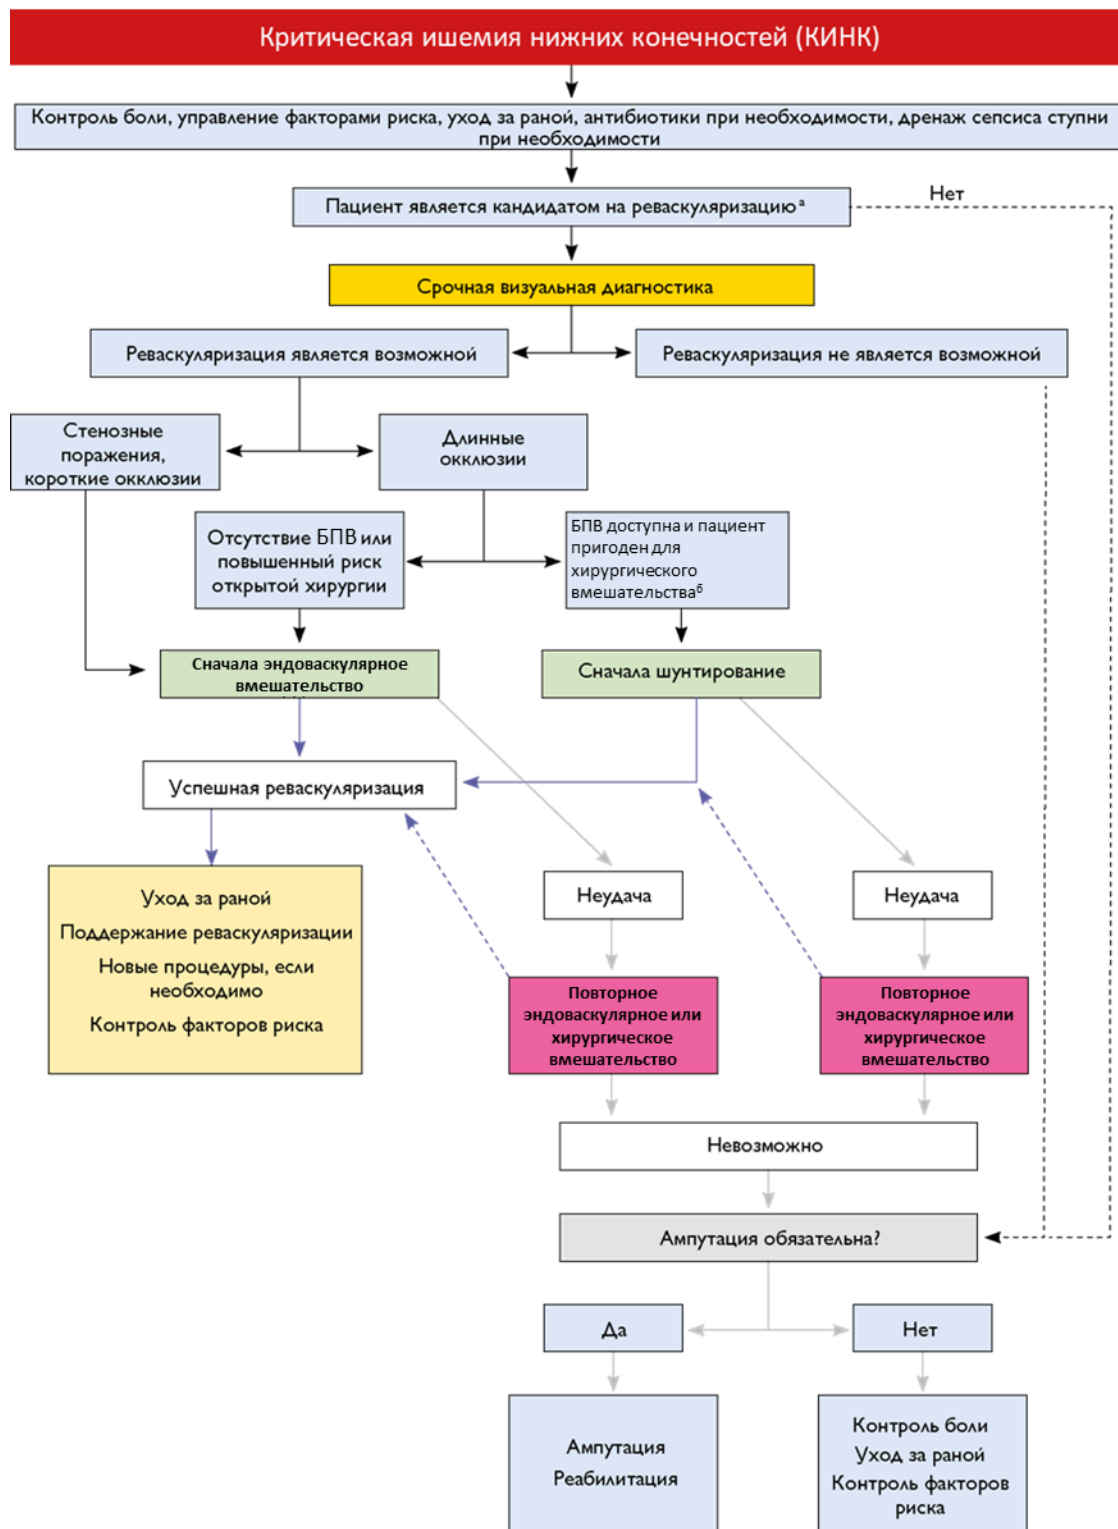 Критическая ишемия нижних конечностей (КИНК)
Контроль боли, управление факторами риска, уход за раной, антибиотики при необходимости, дренаж сепсиса ступни
при необходимости
Пациент является кандидатом на реваскуляризацию ᵃ
Нет
Срочная визуальная диагностика
Реваскуляризация является возможной
Реваскуляризация не является возможной
Стенозные
поражения,
короткие окклюзии
Длинные
окклюзии
Отсутствие БПВ или
повышенный риск
открытой хирургии
БПВ доступна и пациент
пригоден для
хирургического
вмешательстваᵟ
Сначала эндоваскулярное
вмешательство
Сначала шунтирование
Успешная реваскуляризация
Уход за раной
Поддержание реваскуляризации
Новые процедуры, если
необходимо
Контроль факторов риска
Неудача
Неудача
Повторное
эндоваскулярное или
хирургическое
вмешательство
Повторное
эндоваскулярное или
хирургическое
вмешательство
Невозможно
Ампутация обязательна?
Да
Нет
Ампутация
Реабилитация
Контроль боли
Уход за раной
Контроль факторов
риска